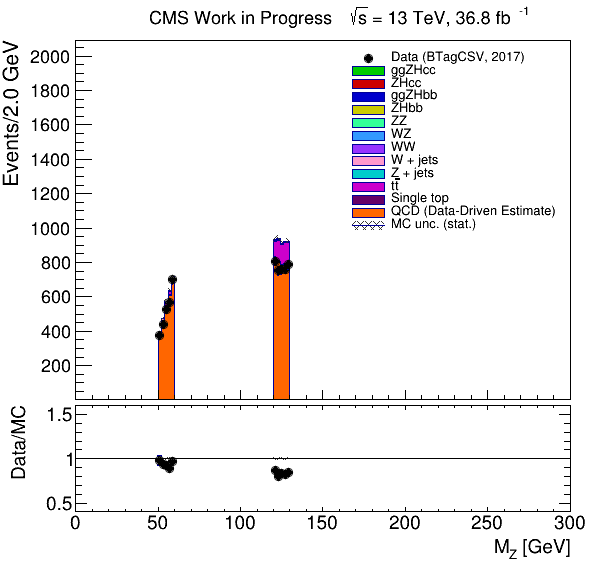 CMS Work in Progress √s = 13 TeV, 36.8 fb⁻¹
Events/2.0 GeV
2000
1800
1600
1400
1200
1000
800
600
400
200
Data (BTagCSV, 2017)
ggZHcc
ZHcc
ggZHbb
ZHbb
ZZ
WZ
WW
W + jets
Z + jets
tt̄
Single top
QCD (Data-Driven Estimate)
MC unc. (stat.)
Data/MC
1.5
1
0.5
0 50 100 150 200 250 300
M_Z [GeV]